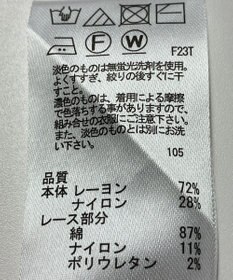 F W F23T
淡色のものは無蛍光洗剤を使用。
よくすすぎ、絞りの後すぐに干
すこと。
濃色のものは、着用による摩擦
で色落ちする事がありますので、
組み合せの衣服にご注意下さい。
また、淡色のものとは別にお洗
い下さい。
105
品質
本体 レーヨン 72%
ナイロン 28%
レース部分
綿 87%
ナイロン 11%
ポリウレタン 2%